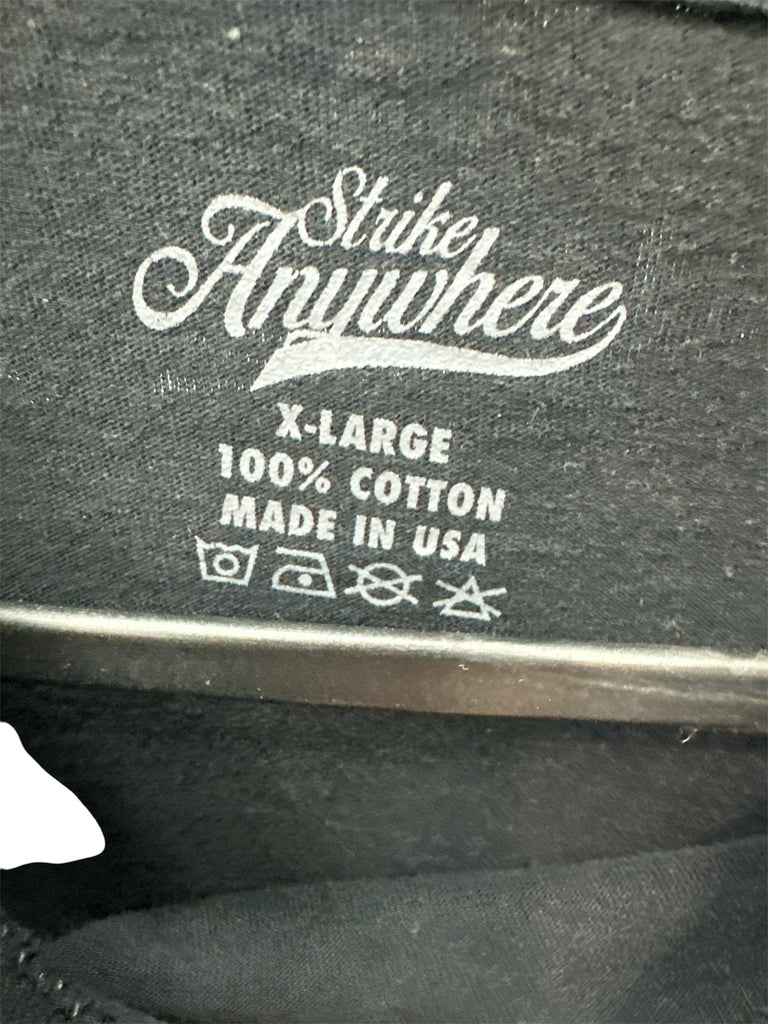 Strike
Anywhere
X-LARGE
100% COTTON
MADE IN USA